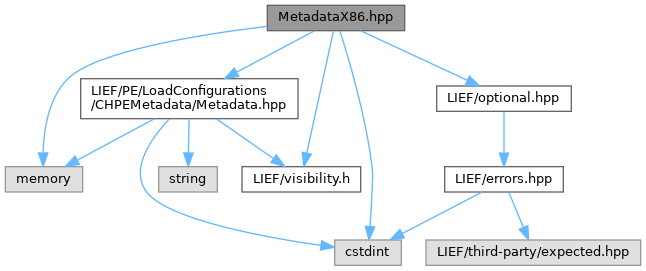 MetadataX86.hpp
LIEF/PE/LoadConfigurations
/CHPEMetadata/Metadata.hpp
LIEF/optional.hpp
memory
string
LIEF/visibility.h
LIEF/errors.hpp
cstdint
LIEF/third-party/expected.hpp